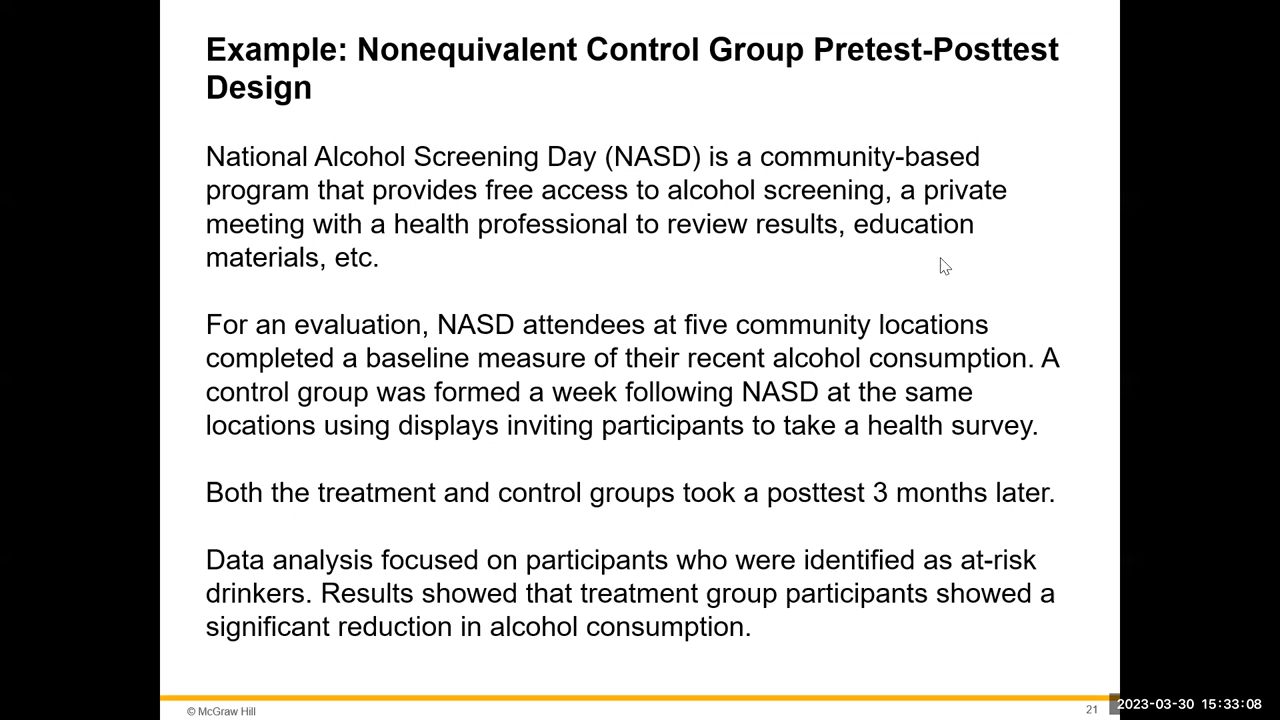 Example: Nonequivalent Control Group Pretest-Posttest
Design
National Alcohol Screening Day (NASD) is a community-based
program that provides free access to alcohol screening, a private
meeting with a health professional to review results, education
materials, etc.
For an evaluation, NASD attendees at five community locations
completed a baseline measure of their recent alcohol consumption. A
control group was formed a week following NASD at the same
locations using displays inviting participants to take a health survey.
Both the treatment and control groups took a posttest 3 months later.
Data analysis focused on participants who were identified as at-risk
drinkers. Results showed that treatment group participants showed a
significant reduction in alcohol consumption.
© McGraw Hill
21
2023-03-30 15:33:08